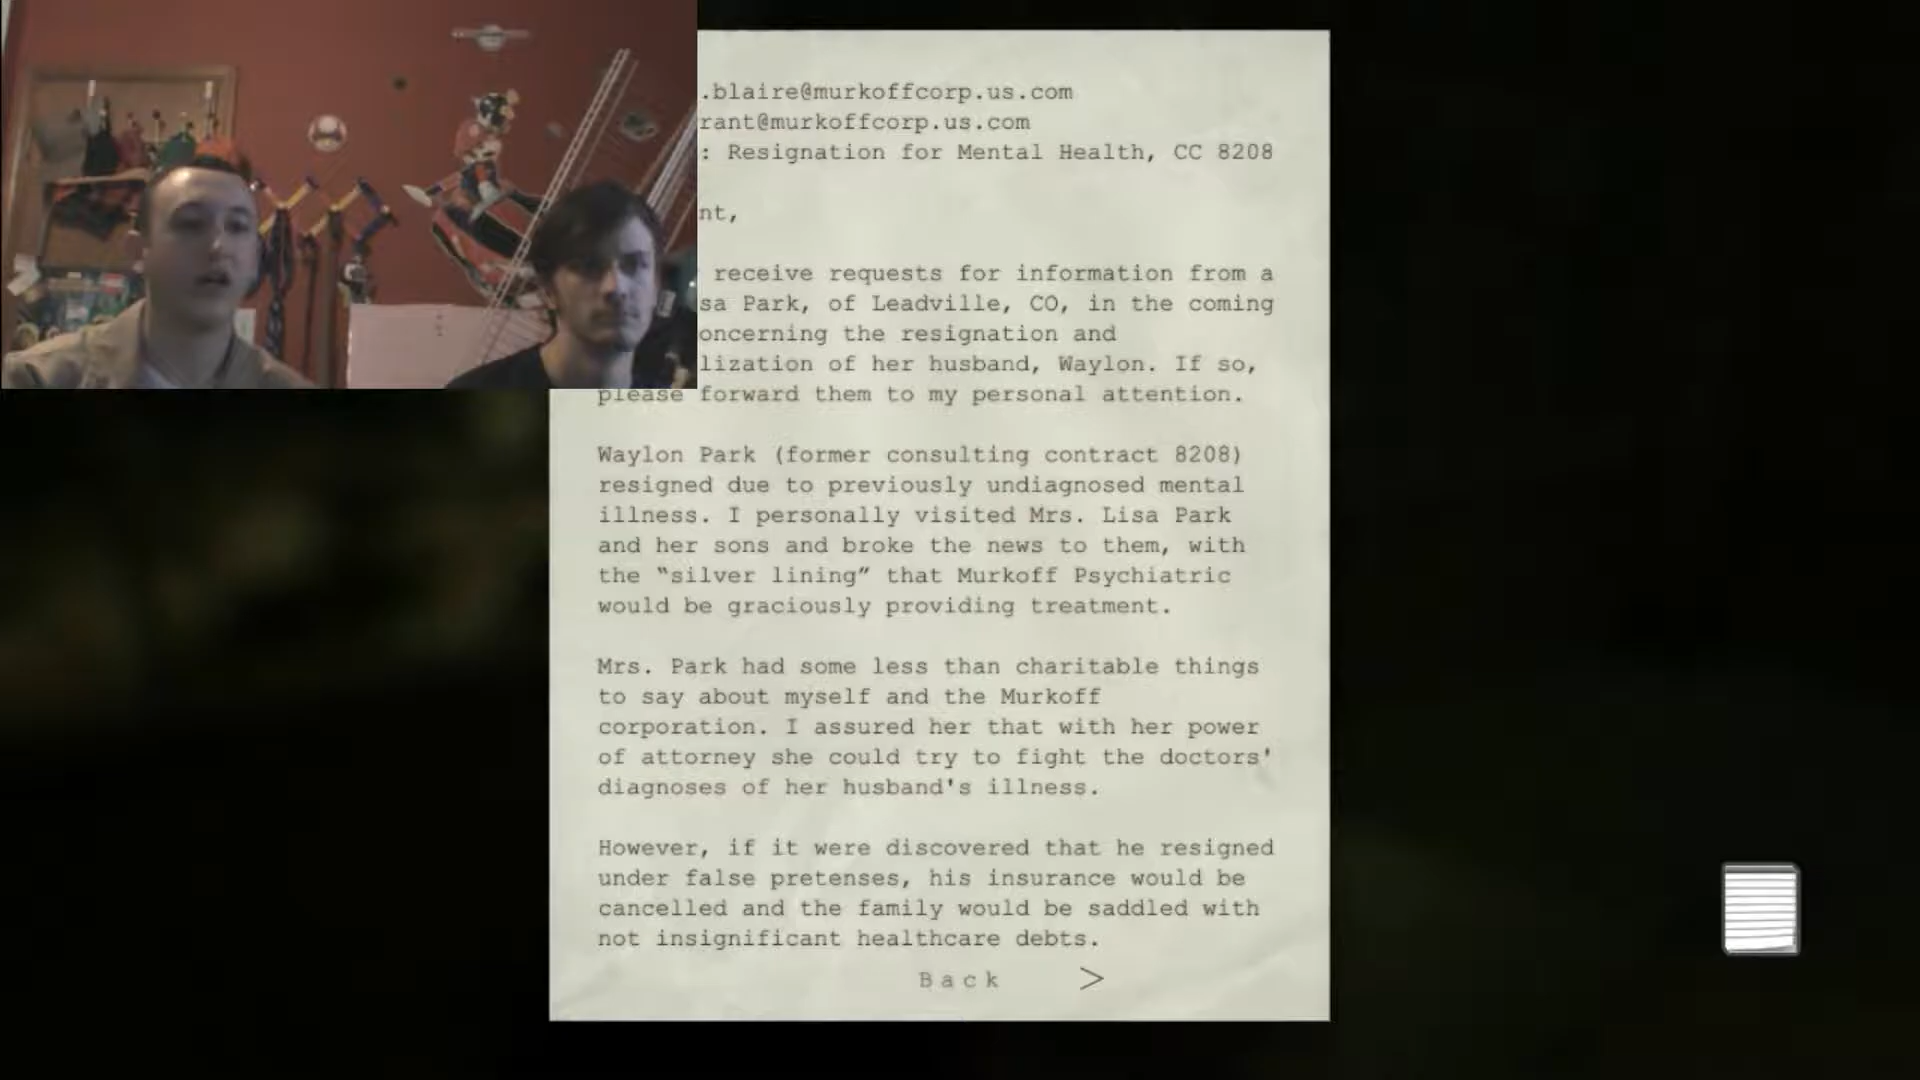 .blaire@murkoffcorp.us.com
rant@murkoffcorp.us.com
: Resignation for Mental Health, CC 8208
nt,
receive requests for information from a
sa Park, of Leadville, CO, in the coming
oncerning the resignation and
lization of her husband, Waylon. If so,
please forward them to my personal attention.
Waylon Park (former consulting contract 8208)
resigned due to previously undiagnosed mental
illness. I personally visited Mrs. Lisa Park
and her sons and broke the news to them, with
the “silver lining” that Murkoff Psychiatric
would be graciously providing treatment.
Mrs. Park had some less than charitable things
to say about myself and the Murkoff
corporation. I assured her that with her power
of attorney she could try to fight the doctors'
diagnoses of her husband's illness.
However, if it were discovered that he resigned
under false pretenses, his insurance would be
cancelled and the family would be saddled with
not insignificant healthcare debts.
Back >